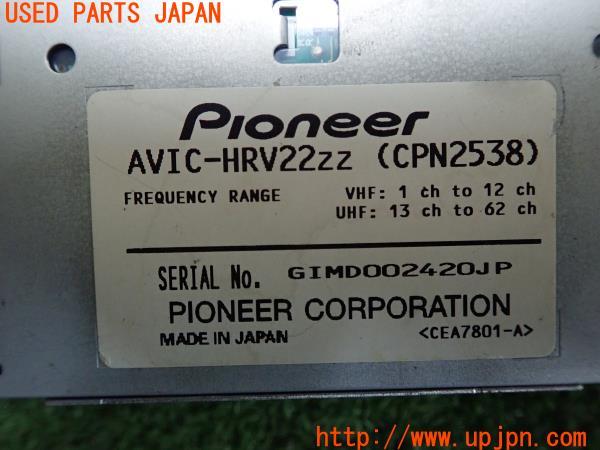 USED PARTS JAPAN
Pioneer
AVIC-HRV22zz (CPN2538)
FREQUENCY RANGE VHF: 1 ch to 12 ch
UHF: 13 ch to 62 ch
SERIAL No. GIMD002420JP
PIONEER CORPORATION
MADE IN JAPAN <CEA7801-A>
UPJ
http://www.upjpn.com